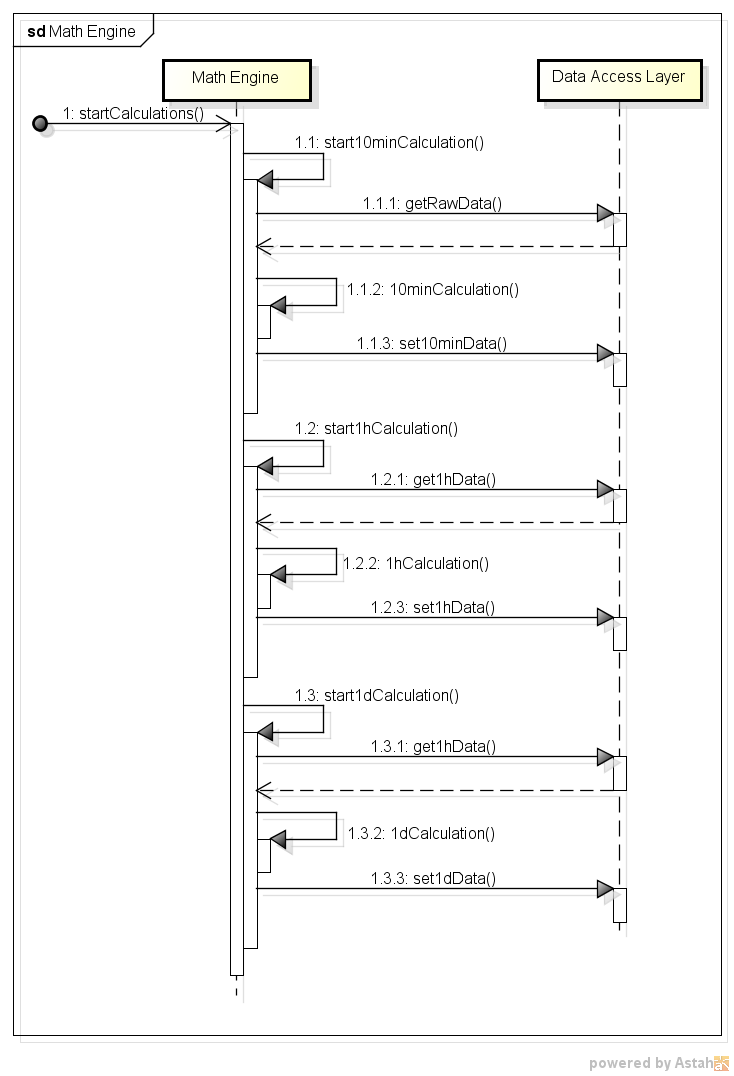 sd Math Engine
Math Engine
Data Access Layer
1: startCalculations()
1.1: start10minCalculation()
1.1.1: getRawData()
1.1.2: 10minCalculation()
1.1.3: set10minData()
1.2: start1hCalculation()
1.2.1: get1hData()
1.2.2: 1hCalculation()
1.2.3: set1hData()
1.3: start1dCalculation()
1.3.1: get1hData()
1.3.2: 1dCalculation()
1.3.3: set1dData()
powered by Astah